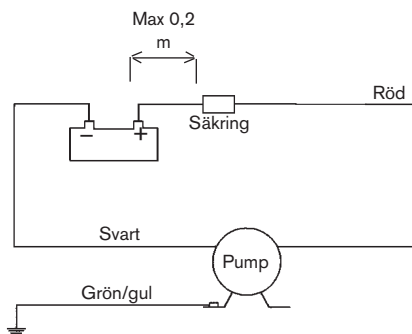 Max 0,2
m
Röd
Säkring
Svart
Pump
Grön/gul